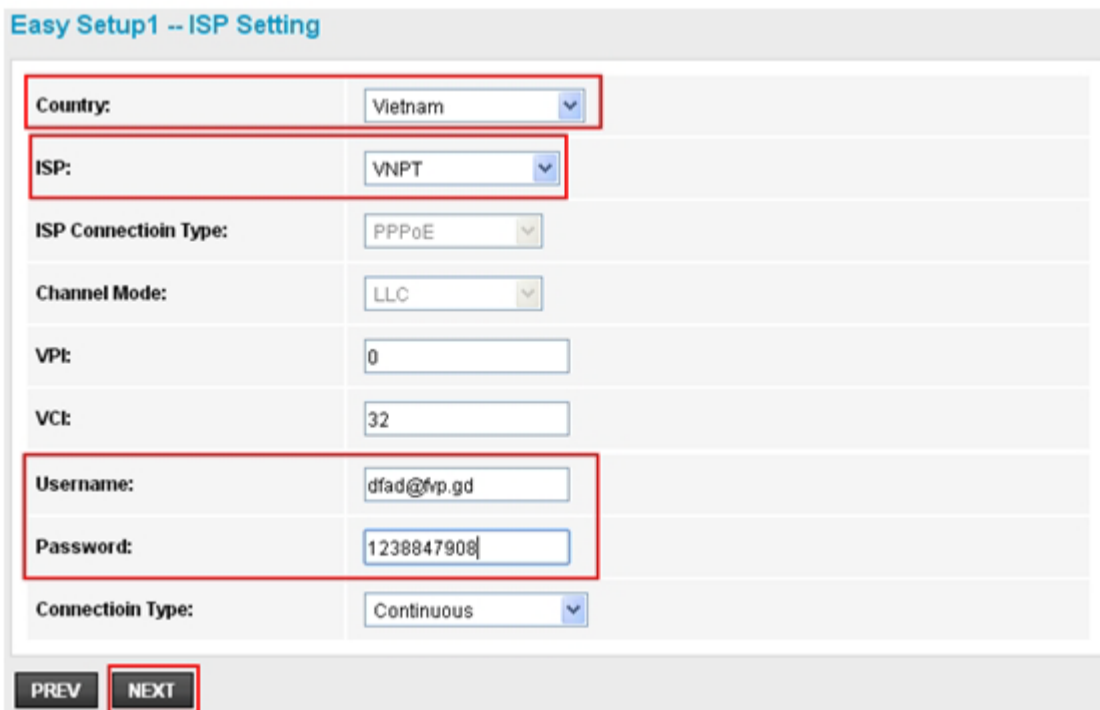 Easy Setup1 -- ISP Setting
Country: Vietnam
ISP: VNPT
ISP Connectioin Type: PPPoE
Channel Mode: LLC
VPI: 0
VCI: 32
Username: dfad@fvp.gd
Password: 1238847908
Connectioin Type: Continuous
PREV NEXT